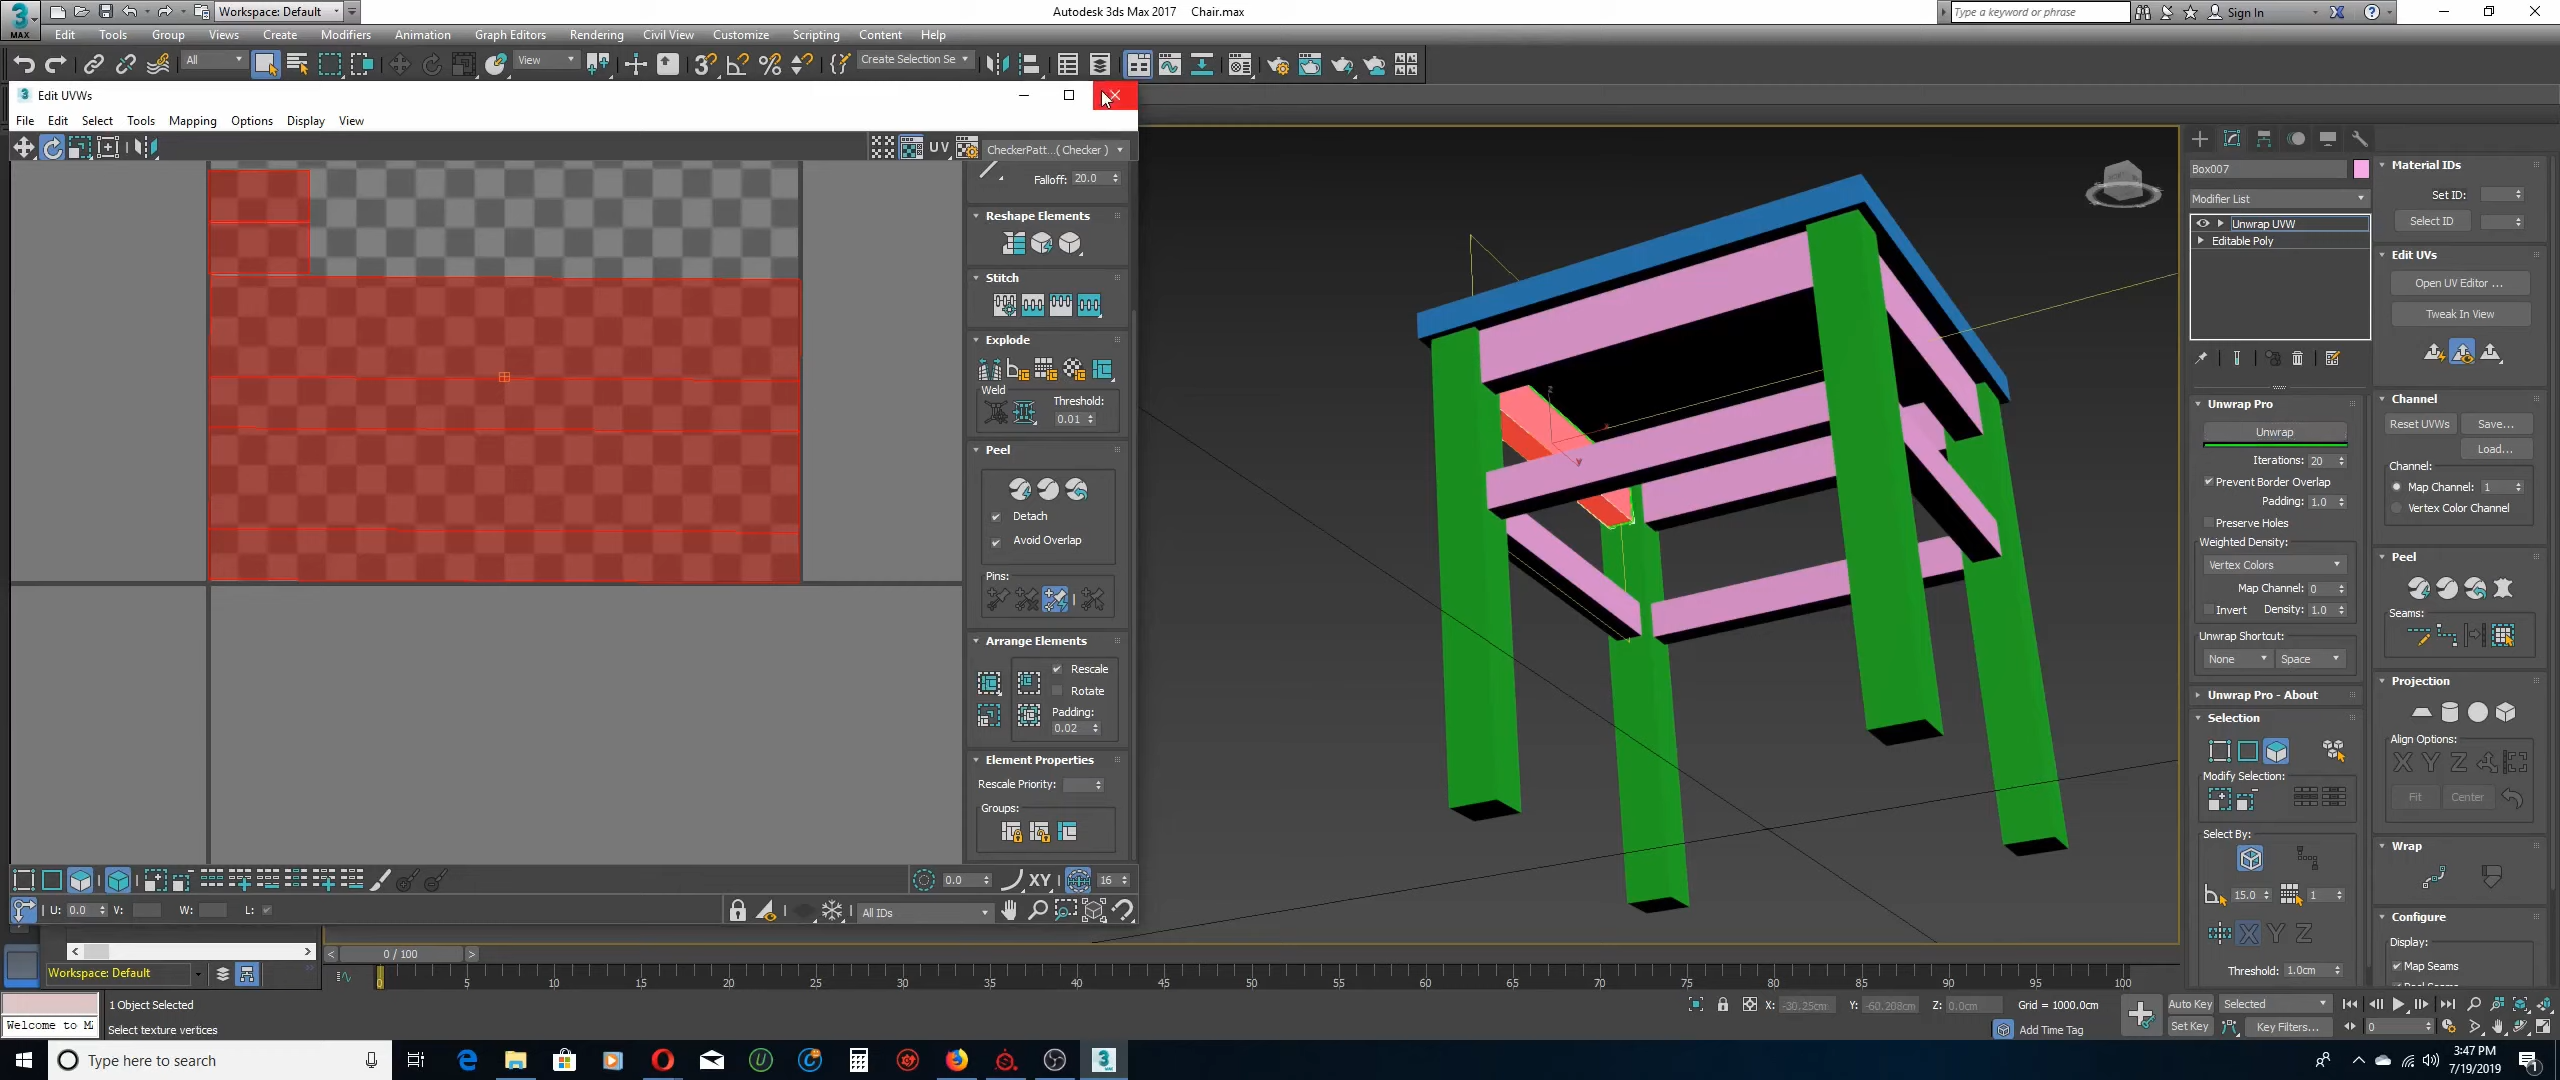 Workspace: Default
Autodesk 3ds Max 2017    Chair.max
Type a keyword or phrase
Sign In
MAX
Edit Tools Group Views Create Modifiers Animation Graph Editors Rendering Civil View Customize Scripting Content Help
All
View
Create Selection Se
3 Edit UVWs
File Edit Select Tools Mapping Options Display View
UV CheckerPatt...( Checker )
Falloff: 20.0
Reshape Elements
Stitch
Explode
Weld
Threshold:
0.01
Peel
Detach
Avoid Overlap
Pins:
Arrange Elements
Rescale
Rotate
Padding:
0.02
Element Properties
Rescale Priority:
Groups:
0.0 XY 16
U: 0.0 V: W: L:
All IDs
Box007
Modifier List
Unwrap UVW
Editable Poly
Unwrap Pro
Unwrap
Iterations: 20
Prevent Border Overlap
Padding: 1.0
Preserve Holes
Weighted Density:
Vertex Colors
Map Channel: 0
Invert Density: 1.0
Unwrap Shortcut:
None Space
Unwrap Pro - About
Selection
Modify Selection:
Select By:
15.0 1
X Y Z
Threshold: 1.0cm
Material IDs
Set ID:
Select ID
Edit UVs
Open UV Editor ...
Tweak In View
Channel
Reset UVWs Save...
Load...
Channel:
Map Channel: 1
Vertex Color Channel
Peel
Seams:
Projection
Align Options:
X Y Z
Fit Center
Wrap
Configure
Display:
Map Seams
0 / 100
Workspace: Default
0 5 10 15 20 25 30 35 40 45 50 55 60 65 70 75 80 85 90 95 100
1 Object Selected
Welcome to Mi
Select texture vertices
X: -30.25cm Y: -60.208cm Z: 0.0cm Grid = 1000.0cm
Add Time Tag
Auto Key Selected
Set Key Key Filters...
0
Type here to search
3:47 PM
7/19/2019